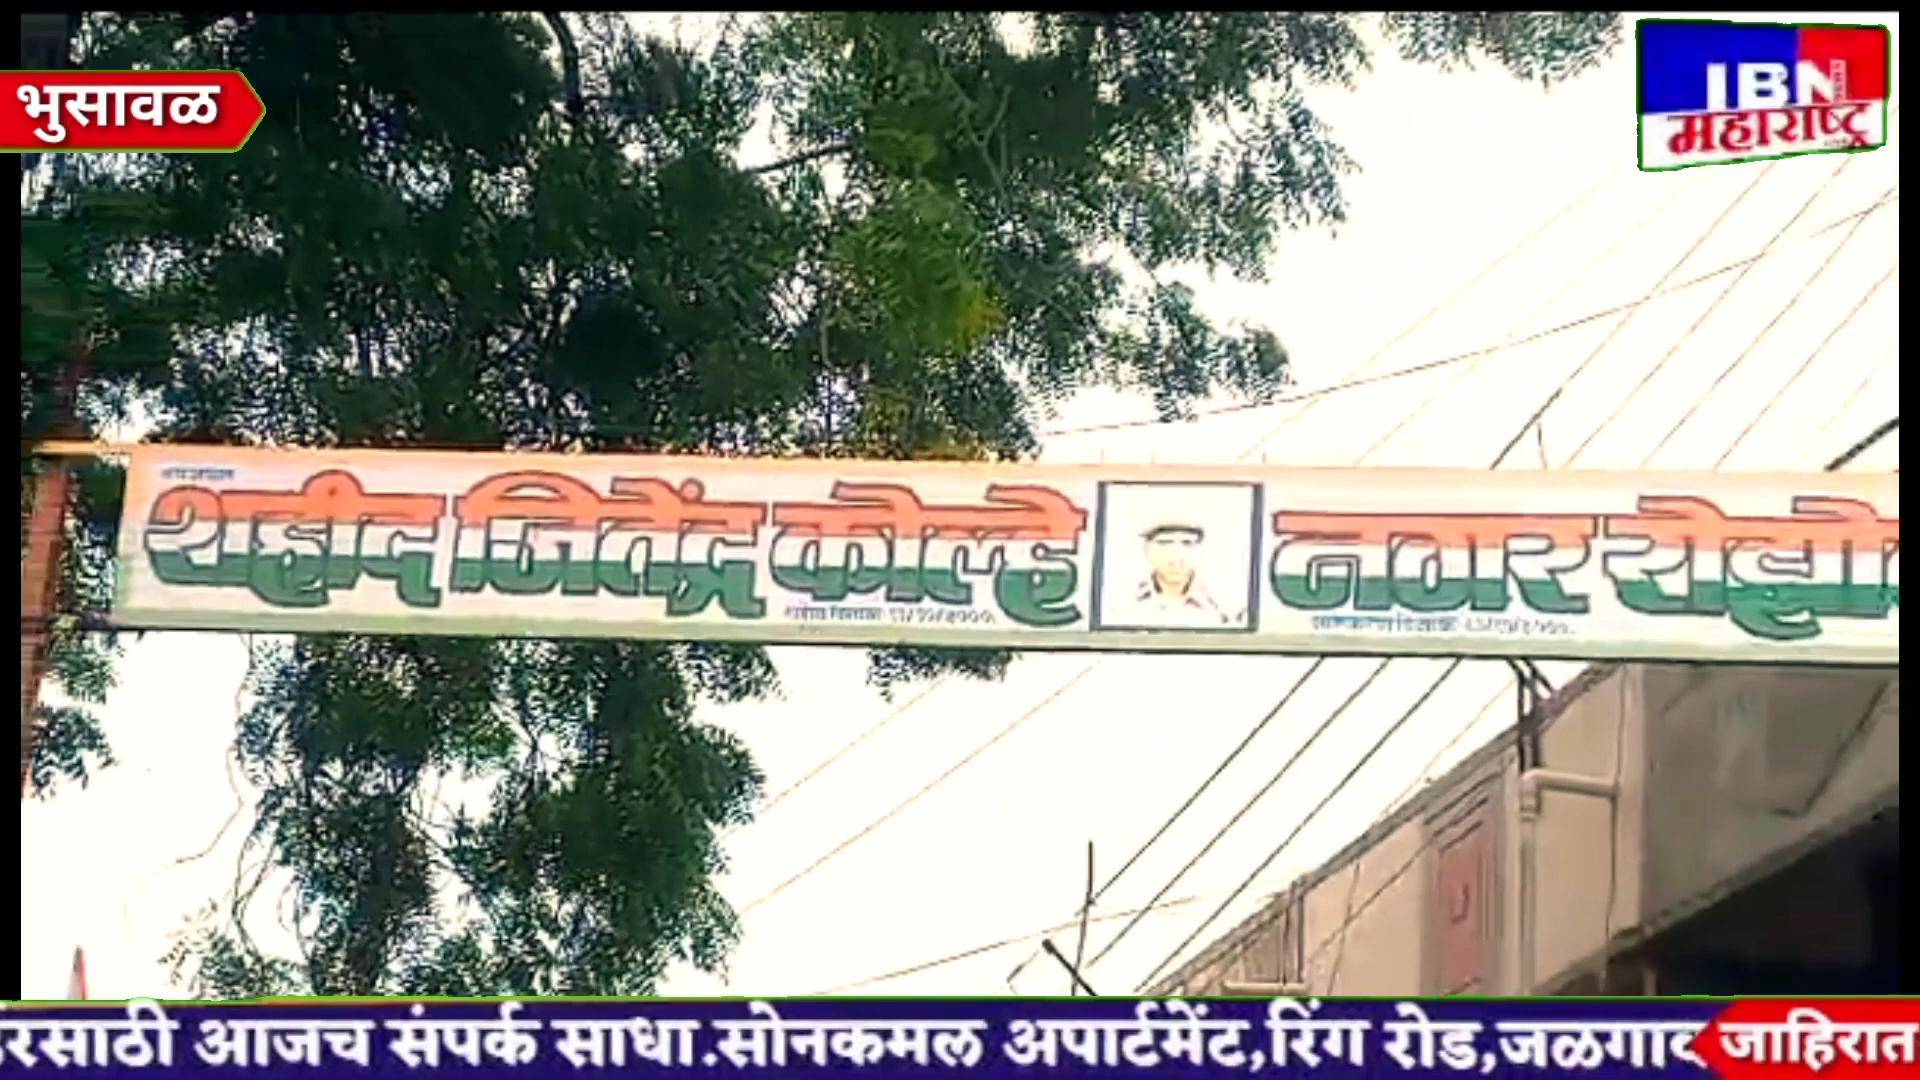 भुसावळ
IBN
महाराष्ट्र
शहीद जितेंद्र कोल्हे नगर
रसाठी आजच संपर्क साधा.सोनकमल अपार्टमेंट,रिंग रोड,जळगाव
जाहिरात